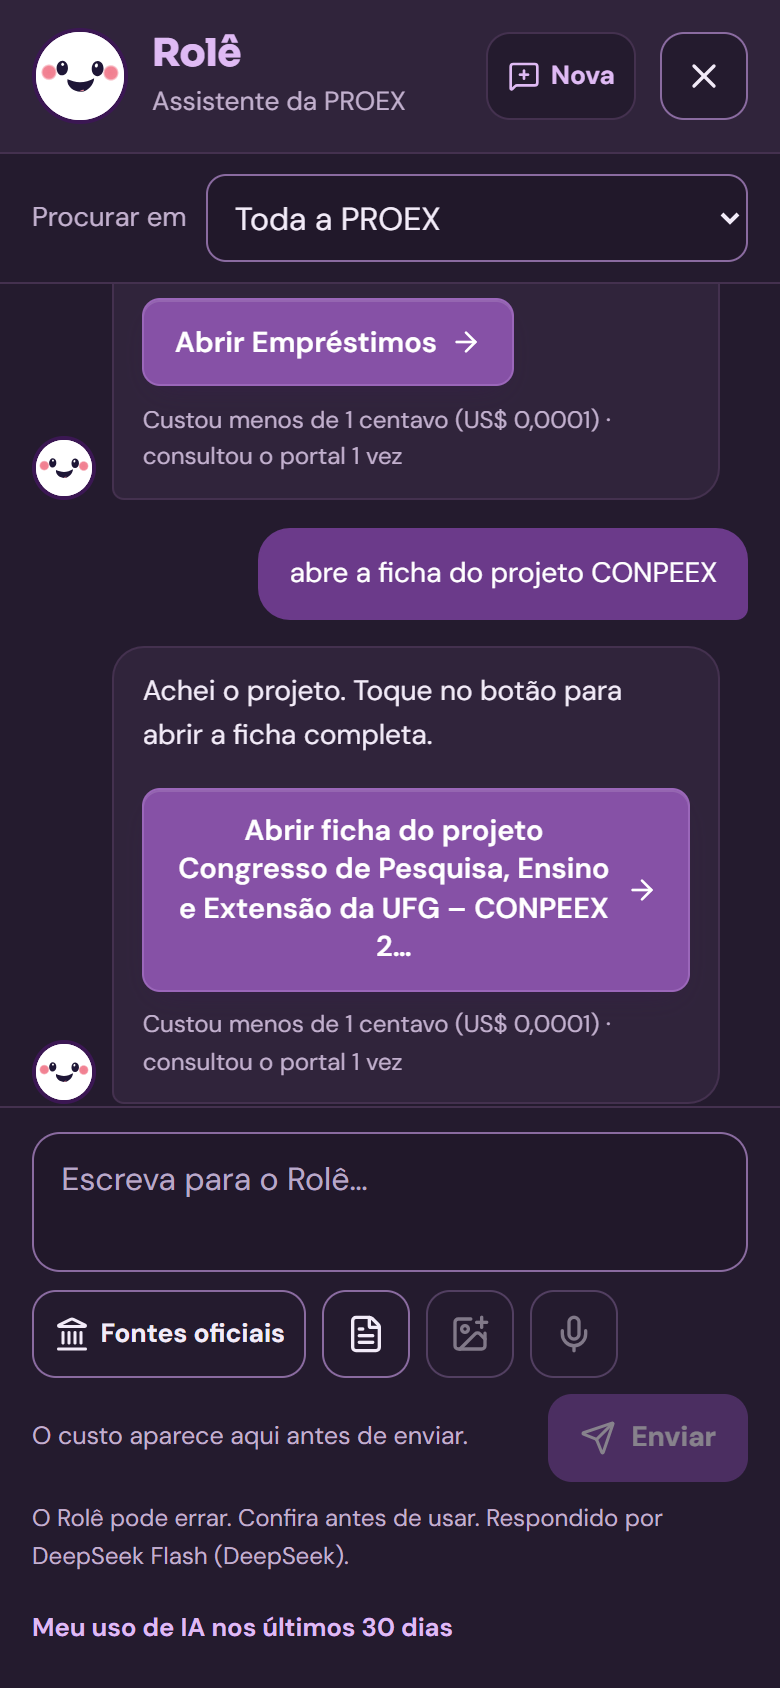 Rolê
Assistente da PROEX
Nova
Procurar em
Toda a PROEX
Abrir Empréstimos →
Custou menos de 1 centavo (US$ 0,0001) ·
consultou o portal 1 vez
abre a ficha do projeto CONPEEX
Achei o projeto. Toque no botão para
abrir a ficha completa.
Abrir ficha do projeto
Congresso de Pesquisa, Ensino
e Extensão da UFG – CONPEEX
2... →
Custou menos de 1 centavo (US$ 0,0001) ·
consultou o portal 1 vez
Escreva para o Rolê...
Fontes oficiais
O custo aparece aqui antes de enviar.
Enviar
O Rolê pode errar. Confira antes de usar. Respondido por
DeepSeek Flash (DeepSeek).
Meu uso de IA nos últimos 30 dias